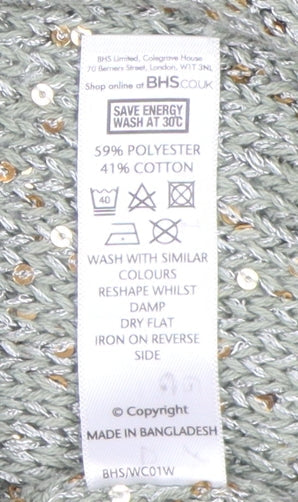 BHS Limited, Colegrave House
70 Berners Street, London, W1T 3NL
Shop online at BHS.CO.UK
SAVE ENERGY
WASH AT 30°C
59% POLYESTER
41% COTTON
40
WASH WITH SIMILAR
COLOURS
RESHAPE WHILST
DAMP
DRY FLAT
IRON ON REVERSE
SIDE
© Copyright
MADE IN BANGLADESH
BHS/WC01W